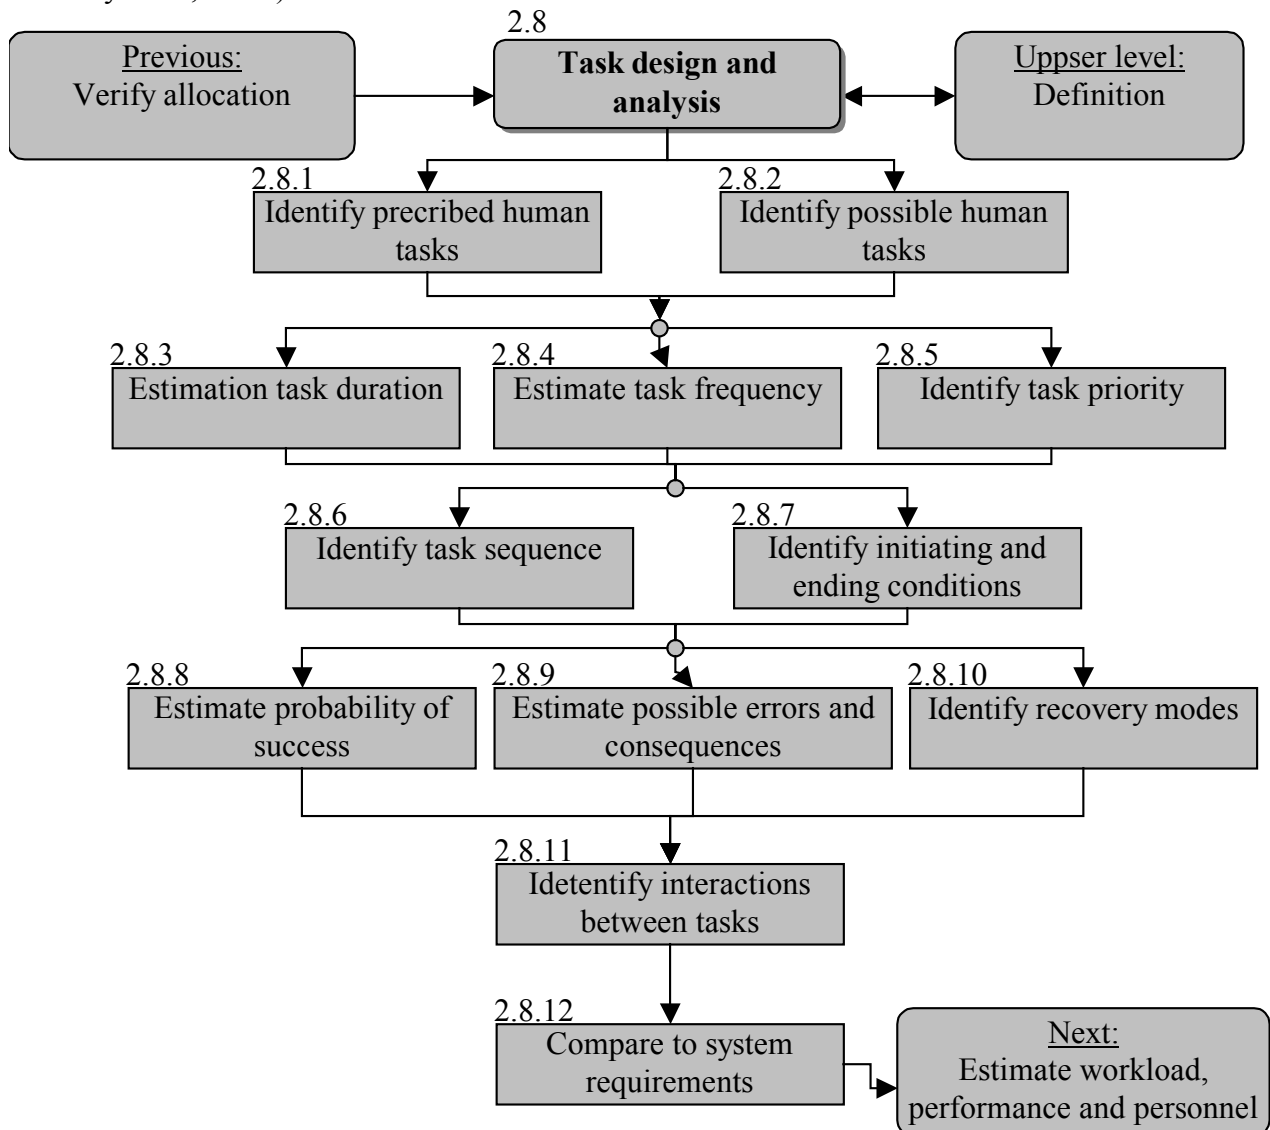 2.8
Previous:
Verify allocation
Task design and
analysis
Uppser level:
Definition
2.8.1
Identify precribed human
tasks
2.8.2
Identify possible human
tasks
2.8.3
Estimation task duration
2.8.4
Estimate task frequency
2.8.5
Identify task priority
2.8.6
Identify task sequence
2.8.7
Identify initiating and
ending conditions
2.8.8
Estimate probability of
success
2.8.9
Estimate possible errors and
consequences
2.8.10
Identify recovery modes
2.8.11
Idetentify interactions
between tasks
2.8.12
Compare to system
requirements
Next:
Estimate workload,
performance and personnel